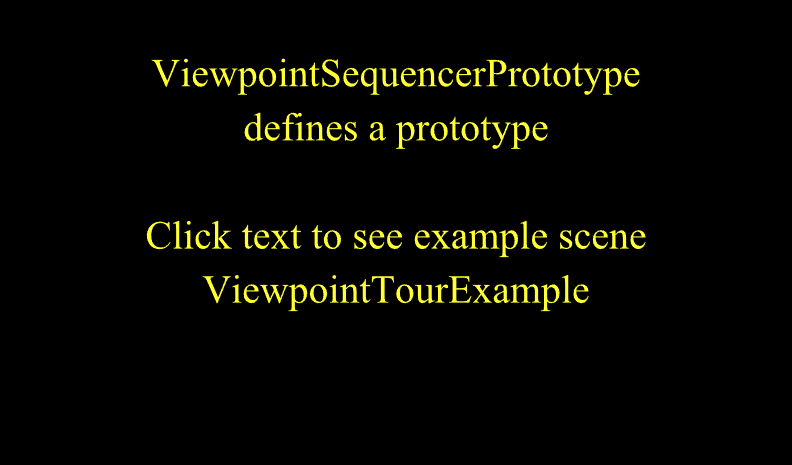 ViewpointSequencerPrototype
defines a prototype
Click text to see example scene
ViewpointTourExample